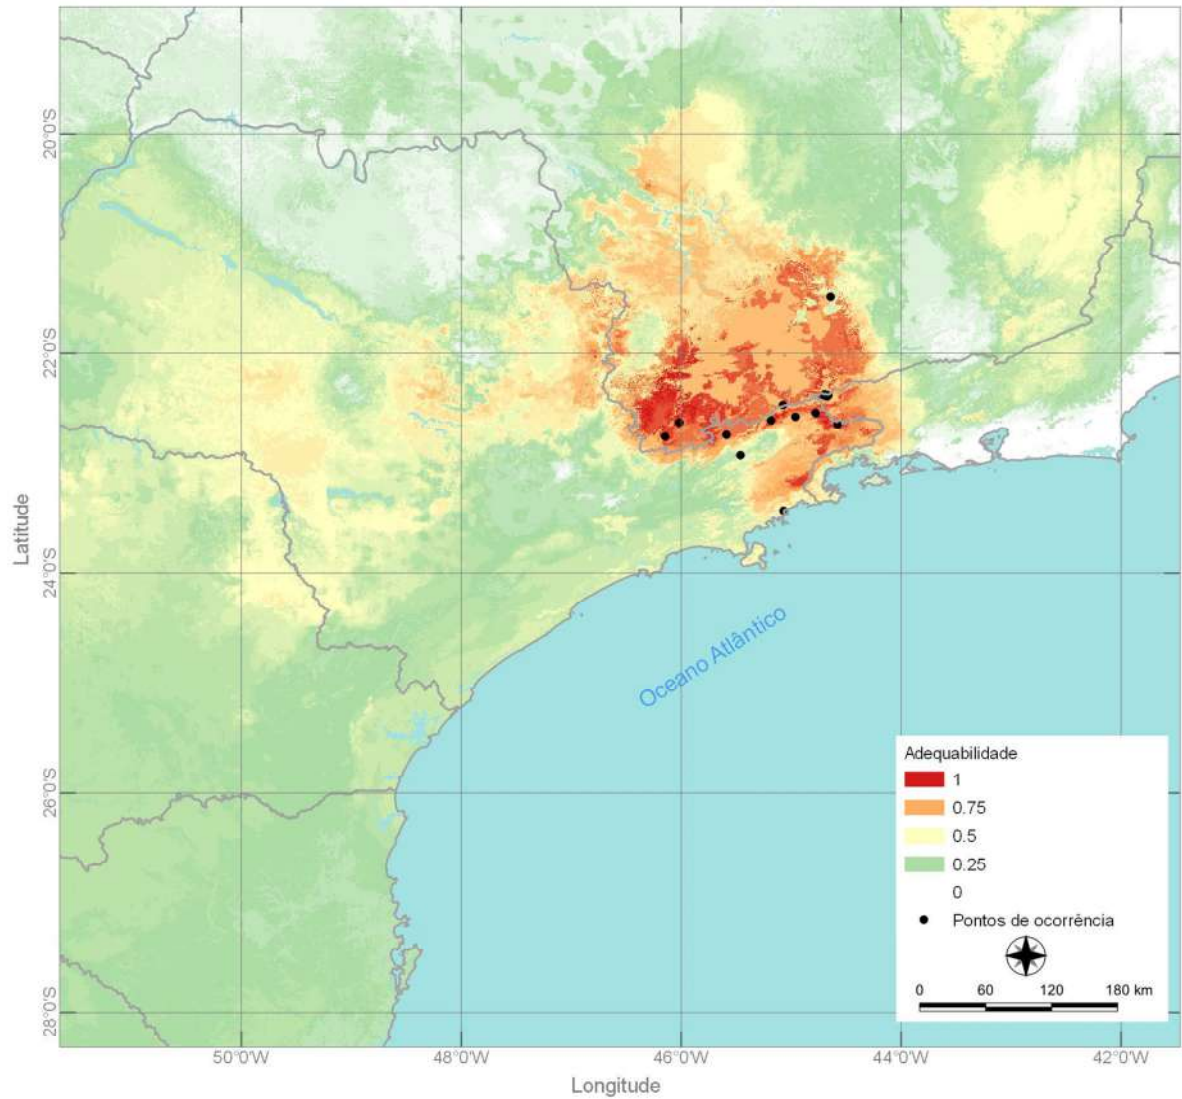 20°0'S
22°0'S
24°0'S
26°0'S
28°0'S
Latitude
Oceano Atlântico
Adequabilidade
1
0.75
0.5
0.25
0
Pontos de ocorrência
0 60 120 180 km
50°0'W 48°0'W 46°0'W 44°0'W 42°0'W
Longitude